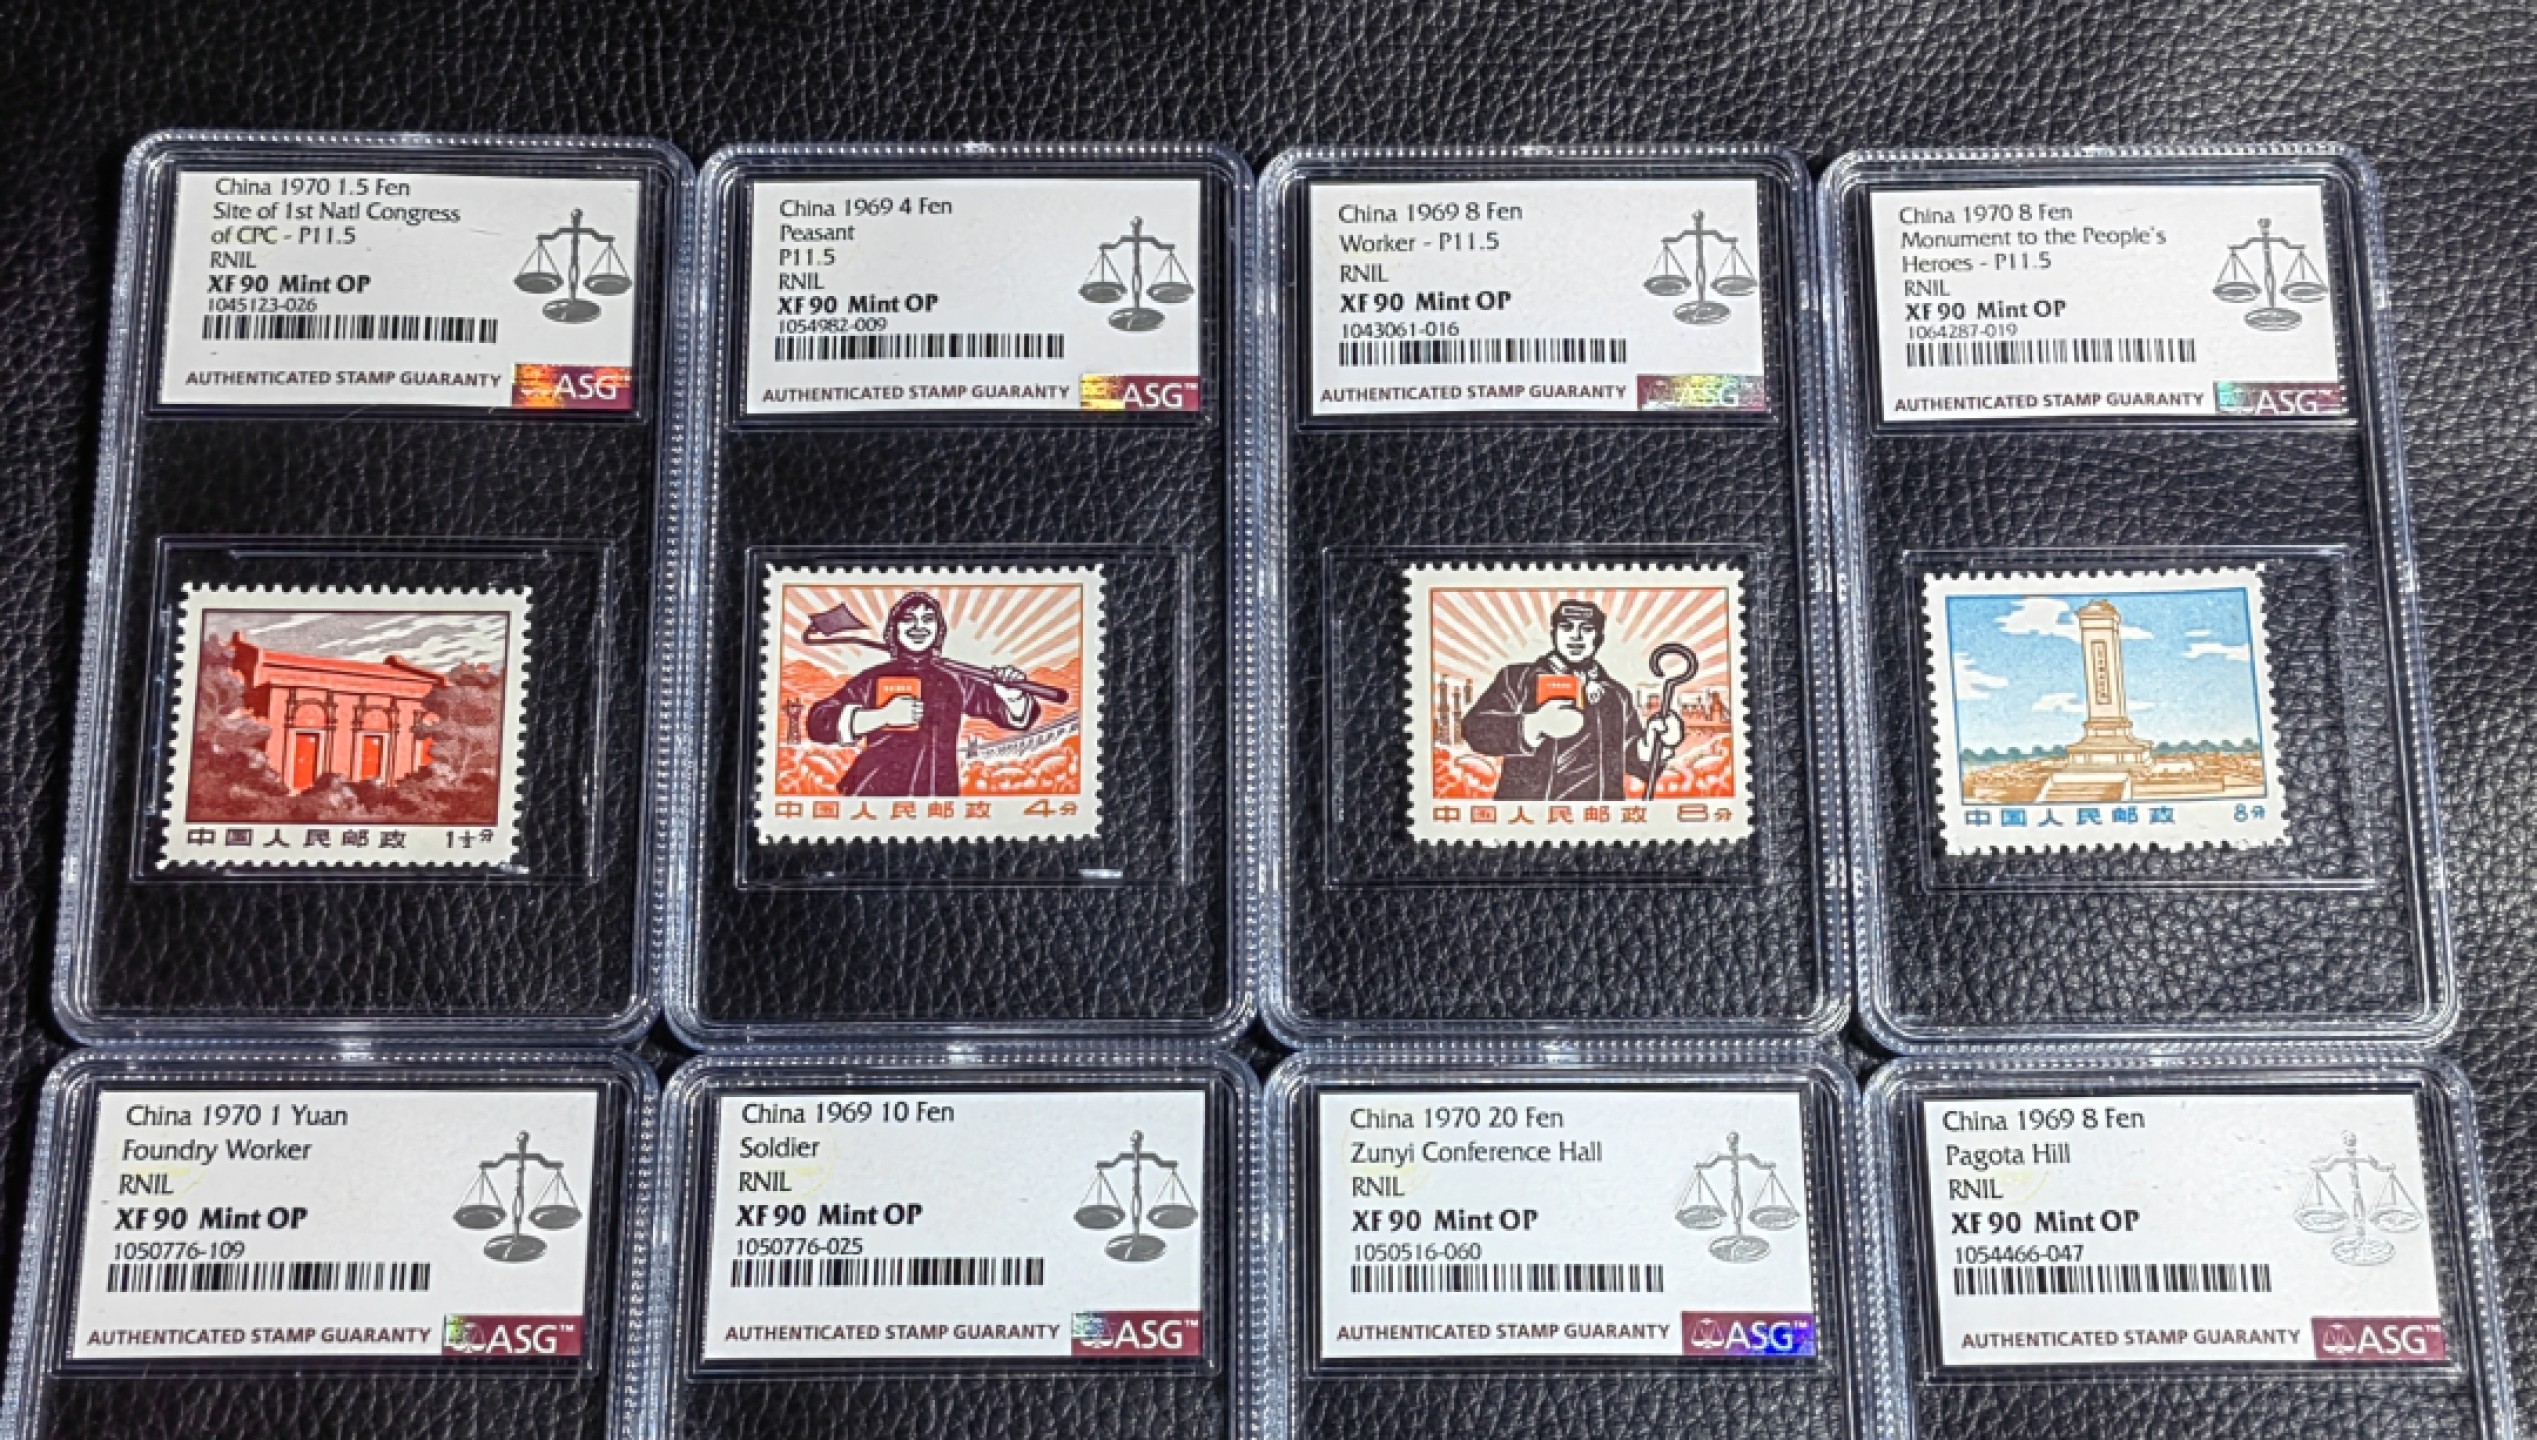 China 1970 1.5 Fen
Site of 1st Natl Congress
of CPC - P11.5
RNIL
XF 90 Mint OP
1045123-026
AUTHENTICATED STAMP GUARANTY ASG
中国人民邮政 1½分
China 1969 4 Fen
Peasant
P11.5
RNIL
XF 90 Mint OP
1054982-009
AUTHENTICATED STAMP GUARANTY ASG™
中国人民邮政 4分
China 1969 8 Fen
Worker - P11.5
RNIL
XF 90 Mint OP
1043061-016
AUTHENTICATED STAMP GUARANTY ASG
中国人民邮政 8分
China 1970 8 Fen
Monument to the People's
Heroes - P11.5
RNIL
XF 90 Mint OP
1064287-019
AUTHENTICATED STAMP GUARANTY ASG
中国人民邮政 8分
China 1970 1 Yuan
Foundry Worker
RNIL
XF 90 Mint OP
1050776-109
AUTHENTICATED STAMP GUARANTY ASG™
China 1969 10 Fen
Soldier
RNIL
XF 90 Mint OP
1050776-025
AUTHENTICATED STAMP GUARANTY ASG™
China 1970 20 Fen
Zunyi Conference Hall
RNIL
XF 90 Mint OP
1050516-060
AUTHENTICATED STAMP GUARANTY ASG™
China 1969 8 Fen
Pagota Hill
RNIL
XF 90 Mint OP
1054466-047
AUTHENTICATED STAMP GUARANTY ASG™